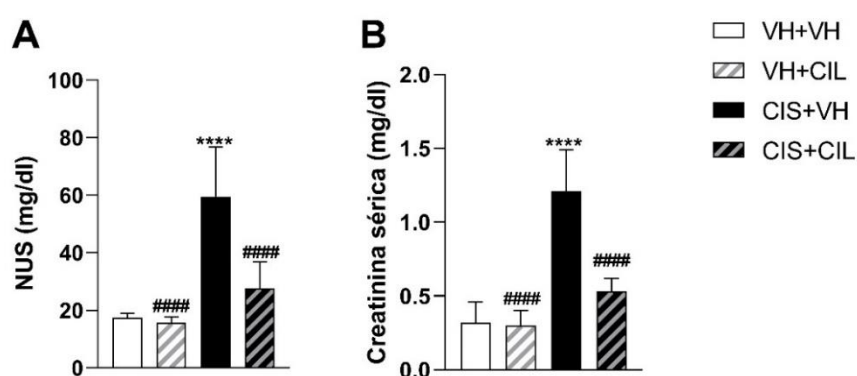 A
NUS (mg/dl)
100
80
60
40
20
0
####
****
####
B
Creatinina sérica (mg/dl)
2.0
1.5
1.0
0.5
0.0
####
****
####
VH+VH
VH+CIL
CIS+VH
CIS+CIL